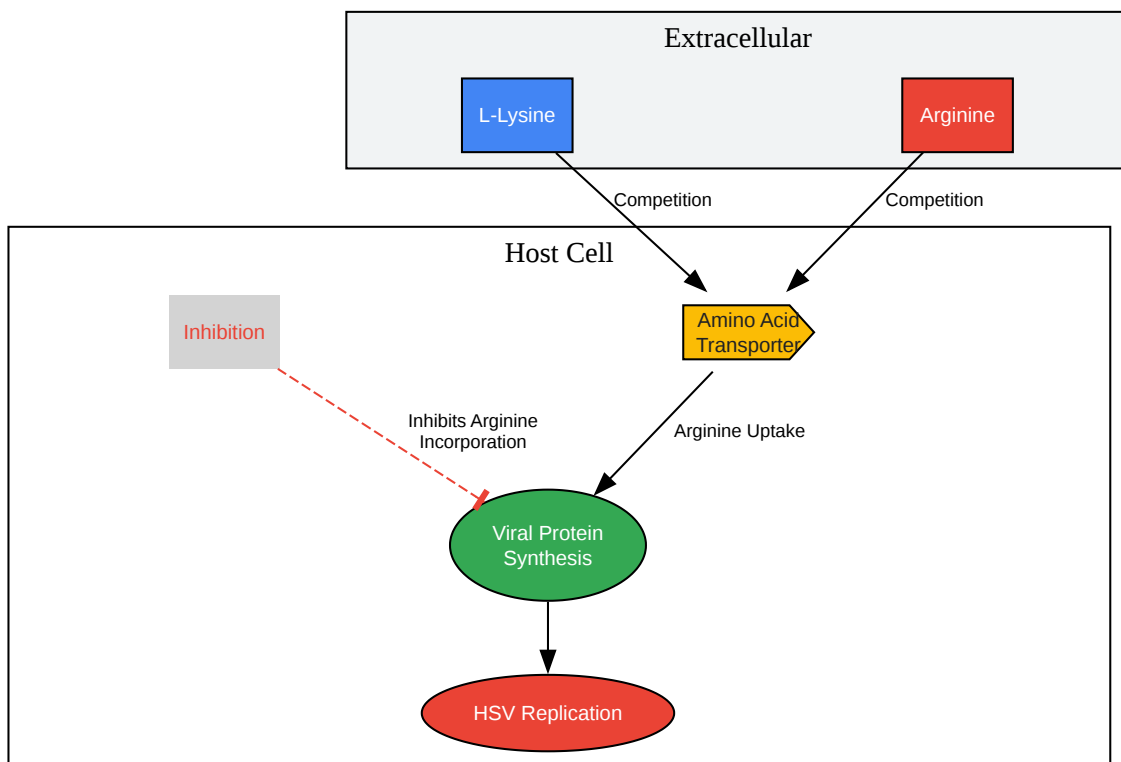 Extracellular
L-Lysine
Arginine
Competition
Competition
Host Cell
Inhibition
Amino Acid
Transporter
Inhibits Arginine
Incorporation
Arginine Uptake
Viral Protein
Synthesis
HSV Replication